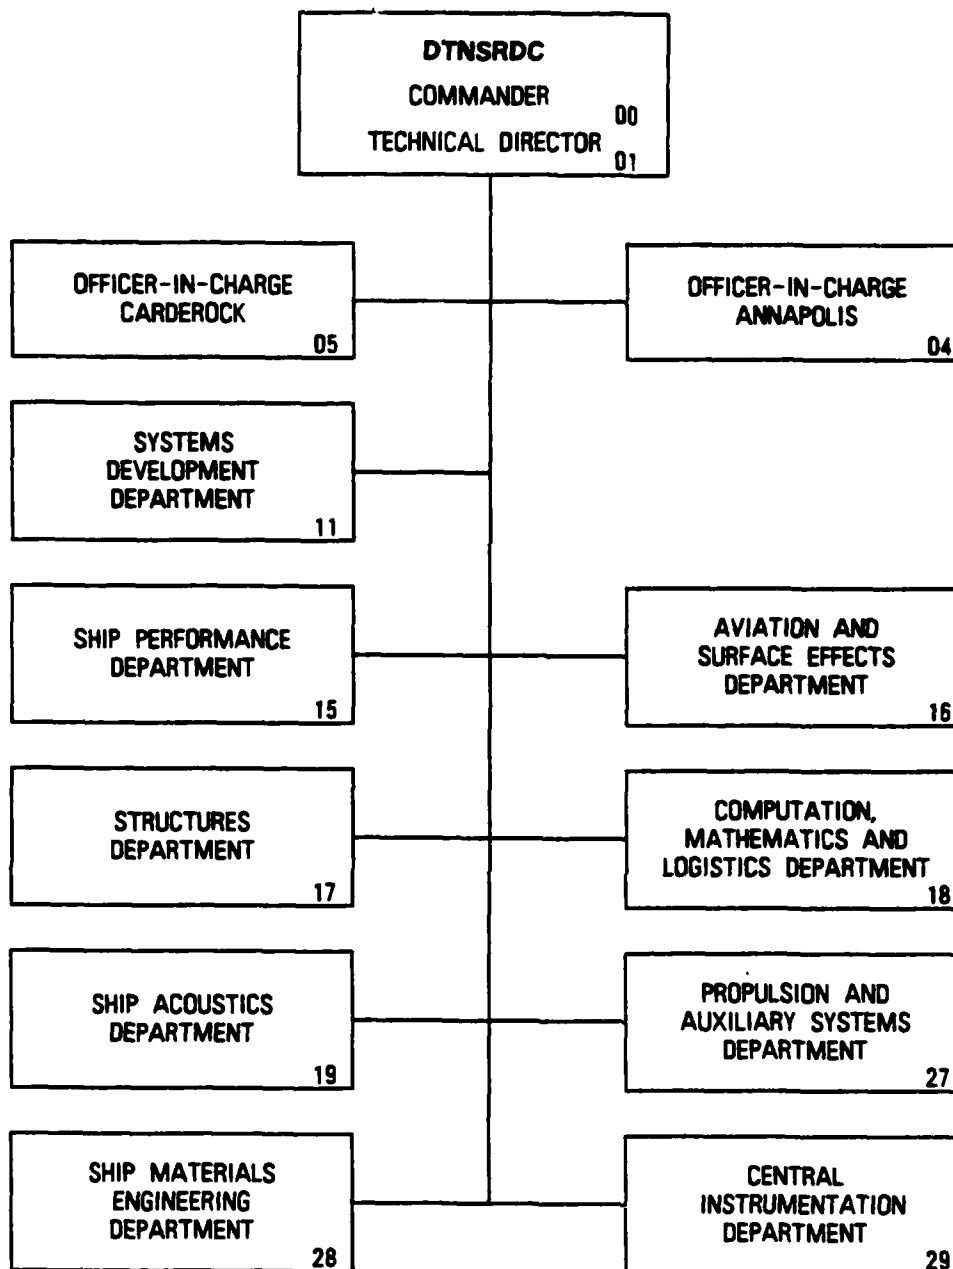 DTNSRDC
COMMANDER
00
TECHNICAL DIRECTOR
01
OFFICER-IN-CHARGE
CARDEROCK
05
OFFICER-IN-CHARGE
ANNAPOLIS
04
SYSTEMS
DEVELOPMENT
DEPARTMENT
11
SHIP PERFORMANCE
DEPARTMENT
15
AVIATION AND
SURFACE EFFECTS
DEPARTMENT
16
STRUCTURES
DEPARTMENT
17
COMPUTATION,
MATHEMATICS AND
LOGISTICS DEPARTMENT
18
SHIP ACOUSTICS
DEPARTMENT
19
PROPULSION AND
AUXILIARY SYSTEMS
DEPARTMENT
27
SHIP MATERIALS
ENGINEERING
DEPARTMENT
28
CENTRAL
INSTRUMENTATION
DEPARTMENT
29